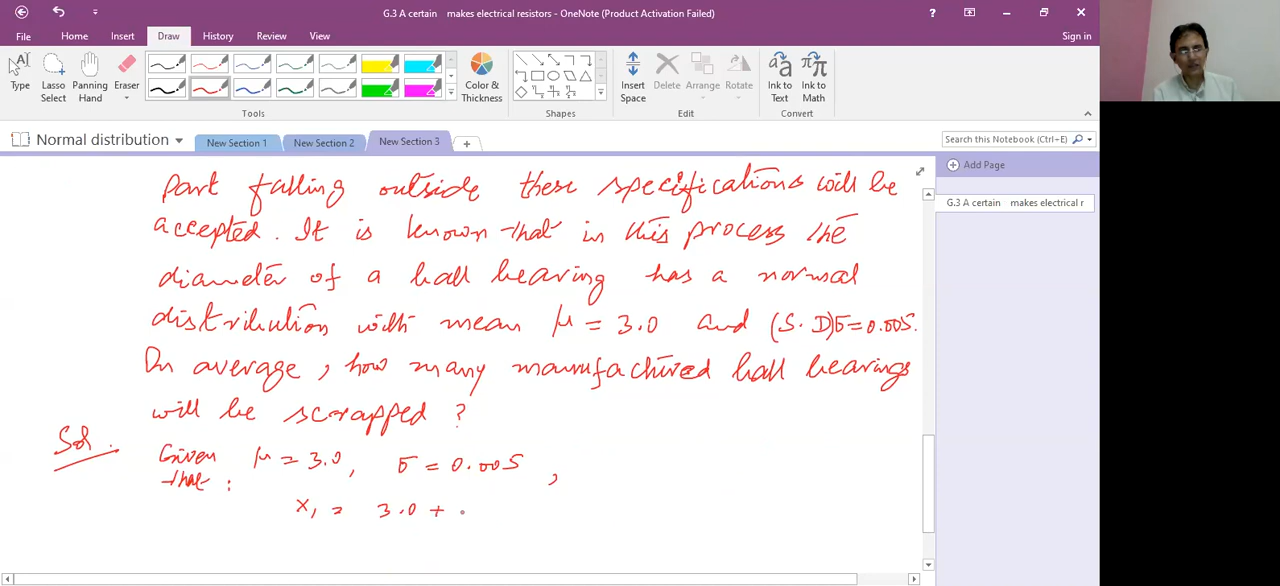 G.3 A certain makes electrical resistors - OneNote (Product Activation Failed)
File Home Insert Draw History Review View Sign in
Type Lasso Select Panning Hand Eraser Color & Thickness Insert Space Delete Arrange Rotate Ink to Text Ink to Math
Tools Shapes Edit Convert
Normal distribution New Section 1 New Section 2 New Section 3 Search this Notebook (Ctrl+E)
Add Page
G.3 A certain makes electrical r
Part falling outside these specifications will be
accepted. It is known that in this process the
diameter of a ball bearing has a normal
distribution with mean μ = 3.0 and (S.D) σ = 0.005.
On average, how many manufactured ball bearings
will be scrapped ?
Sol.
Given that : μ = 3.0, σ = 0.005 ,
x₁ = 3.0 + .